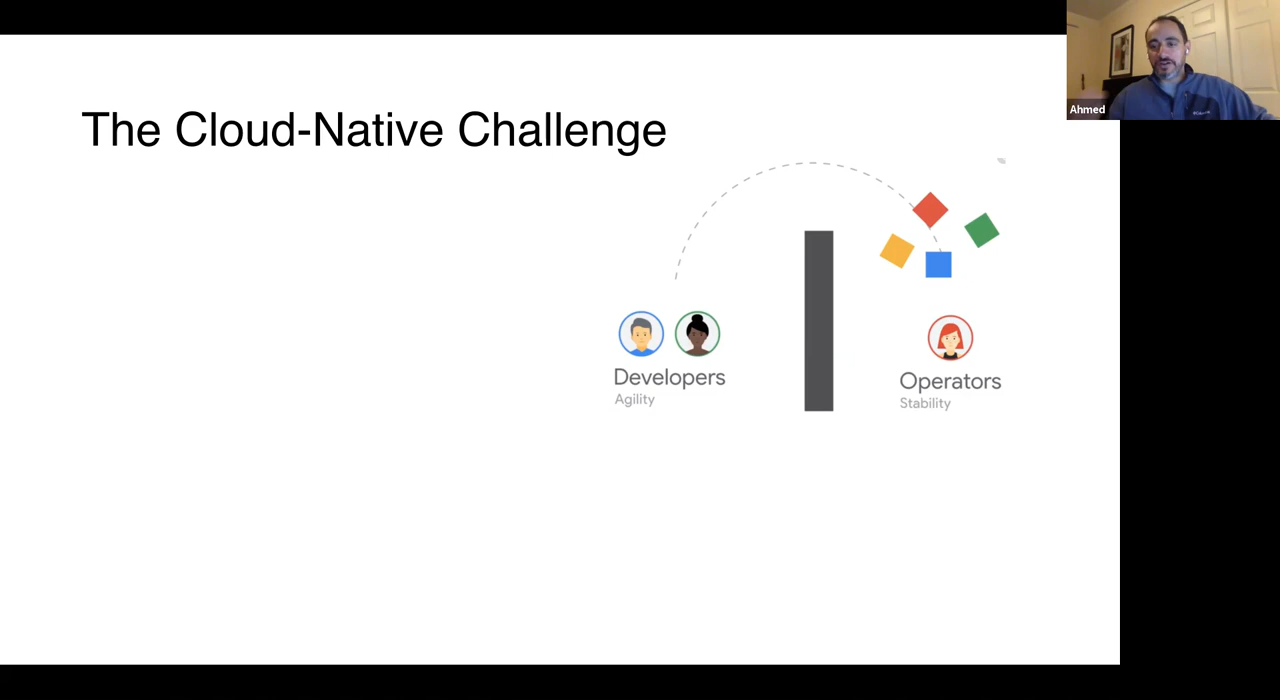 The Cloud-Native Challenge
Ahmed
Developers
Agility
Operators
Stability